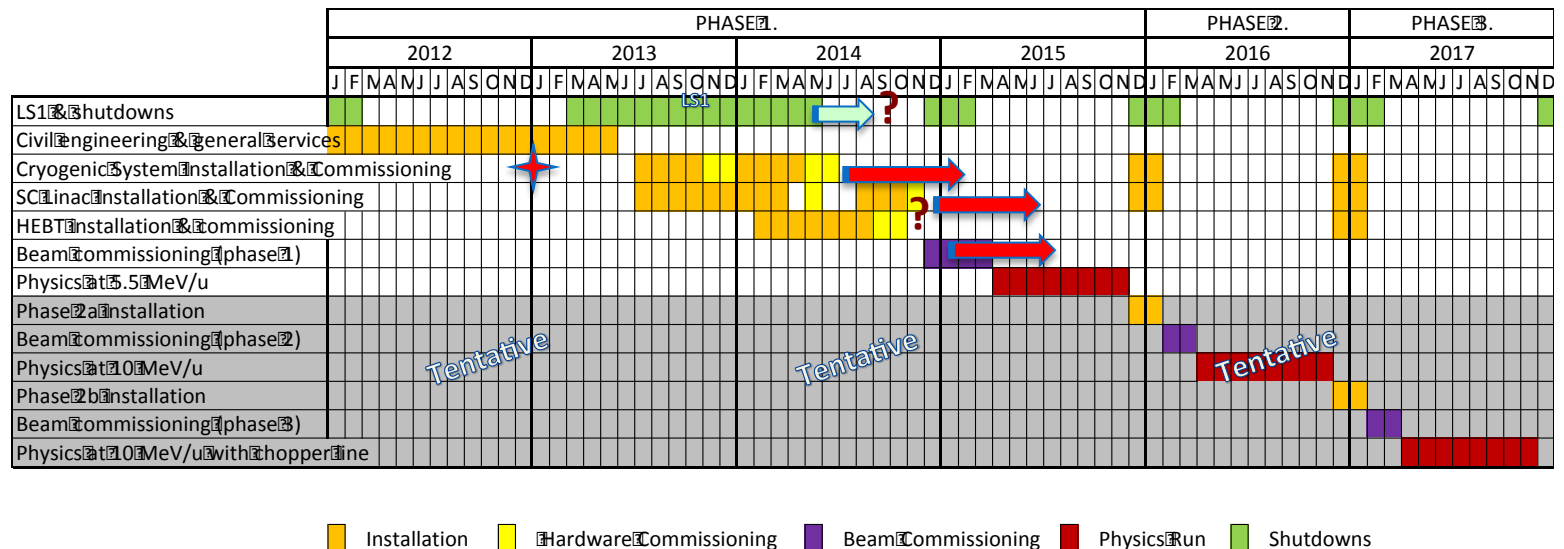 PHASE 1. PHASE 2. PHASE 3.
2012 2013 2014 2015 2016 2017
J F M A M J J A S O N D J F M A M J J A S O N D J F M A M J J A S O N D J F M A M J J A S O N D J F M A M J J A S O N D J F M A M J J A S O N D
LS1 & shutdowns LS1 ?
Civil engineering & general services
Cryogenic System Installation & Commissioning
SC Linac Installation & Commissioning
HEBT installation & commissioning ?
Beam commissioning (phase 1)
Physics at 5.5 MeV/u
Phase 2a installation
Beam commissioning (phase 2)
Tentative Tentative Tentative
Physics at 10 MeV/u
Phase 2b installation
Beam commissioning (phase 3)
Physics at 10 MeV/u with chopper line
Installation Hardware Commissioning Beam Commissioning Physics Run Shutdowns